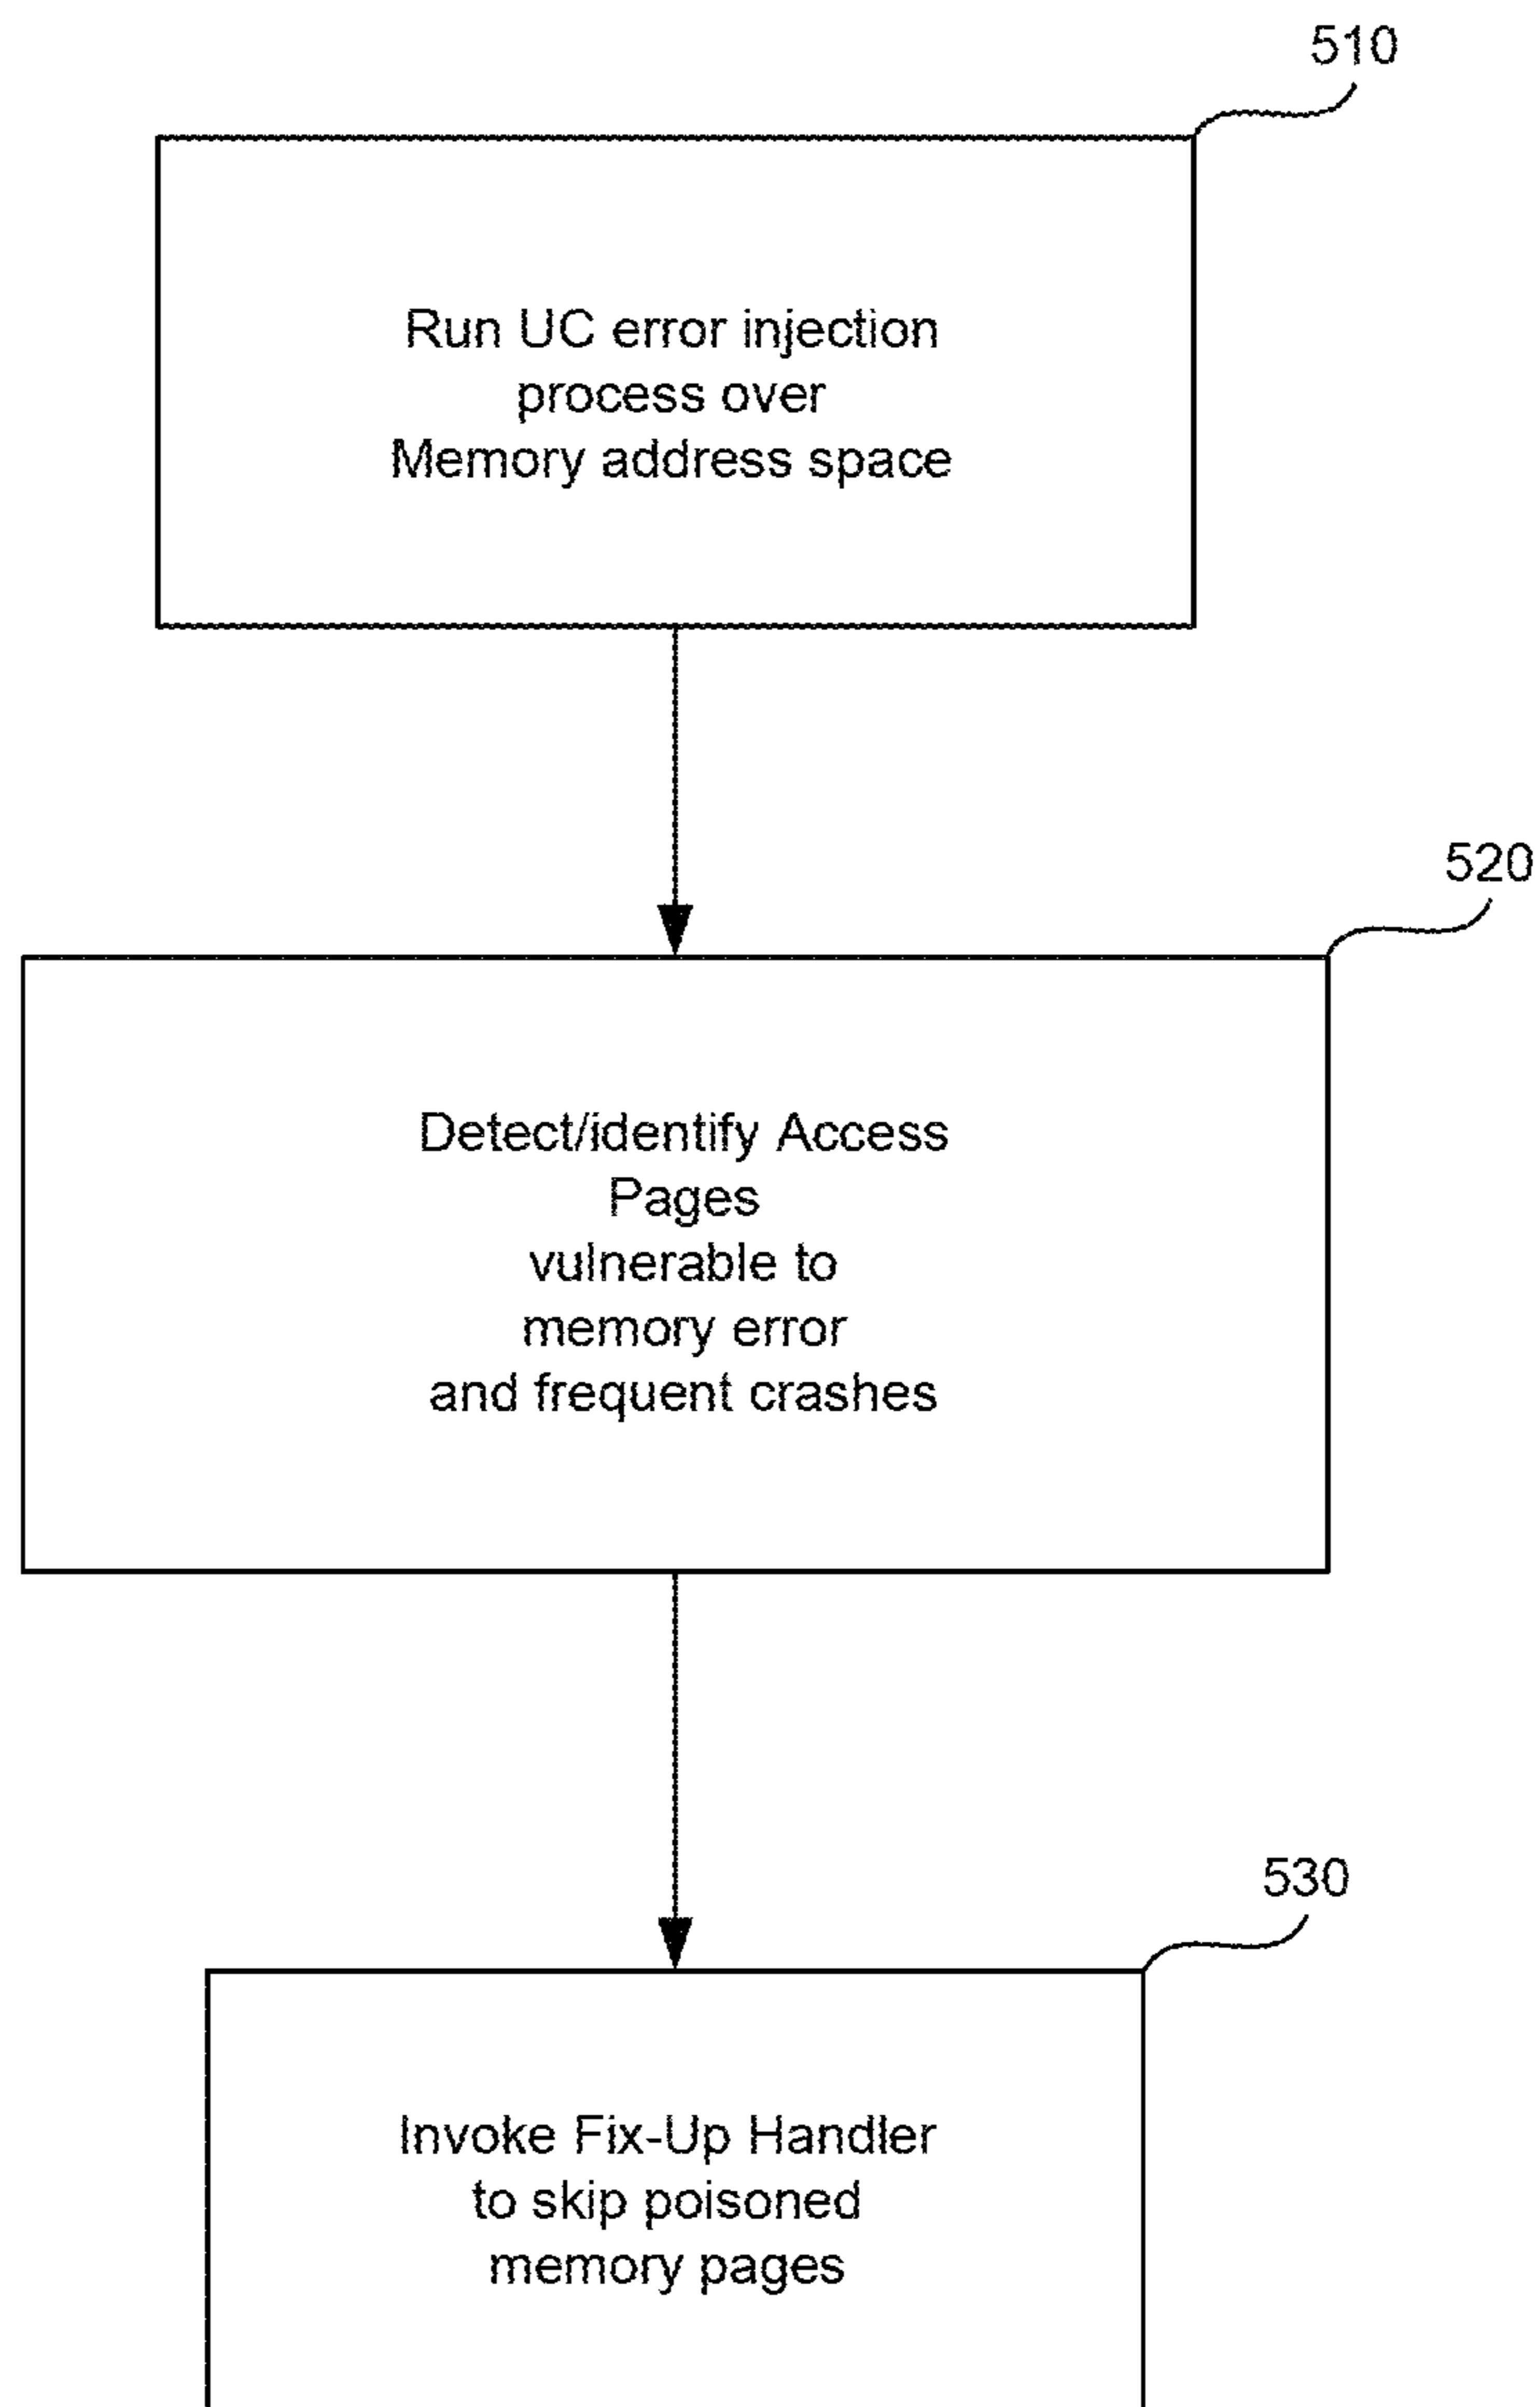 510
Run UC error injection
process over
Memory address space
520
Detect/identify Access
Pages
vulnerable to
memory error
and frequent crashes
530
Invoke Fix-Up Handler
to skip poisoned
memory pages